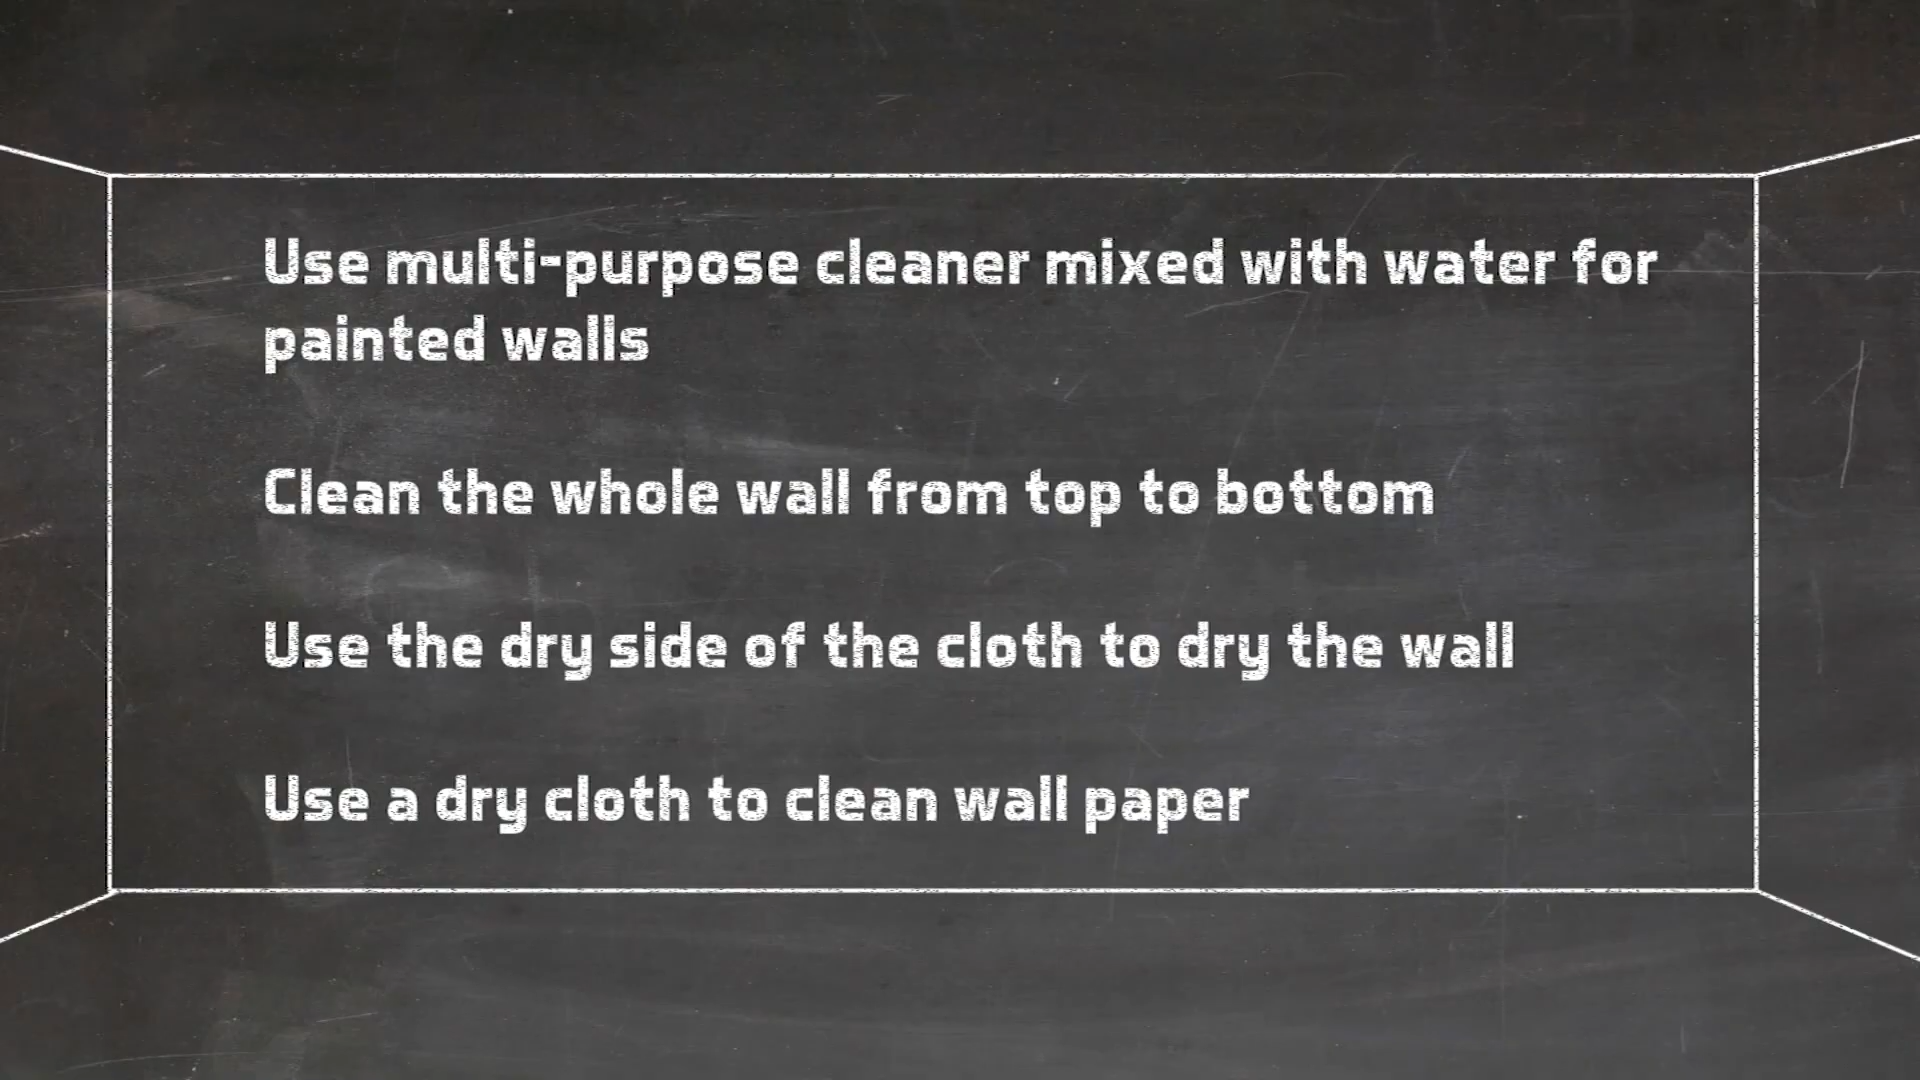 Use multi-purpose cleaner mixed with water for
painted walls
Clean the whole wall from top to bottom
Use the dry side of the cloth to dry the wall
Use a dry cloth to clean wall paper